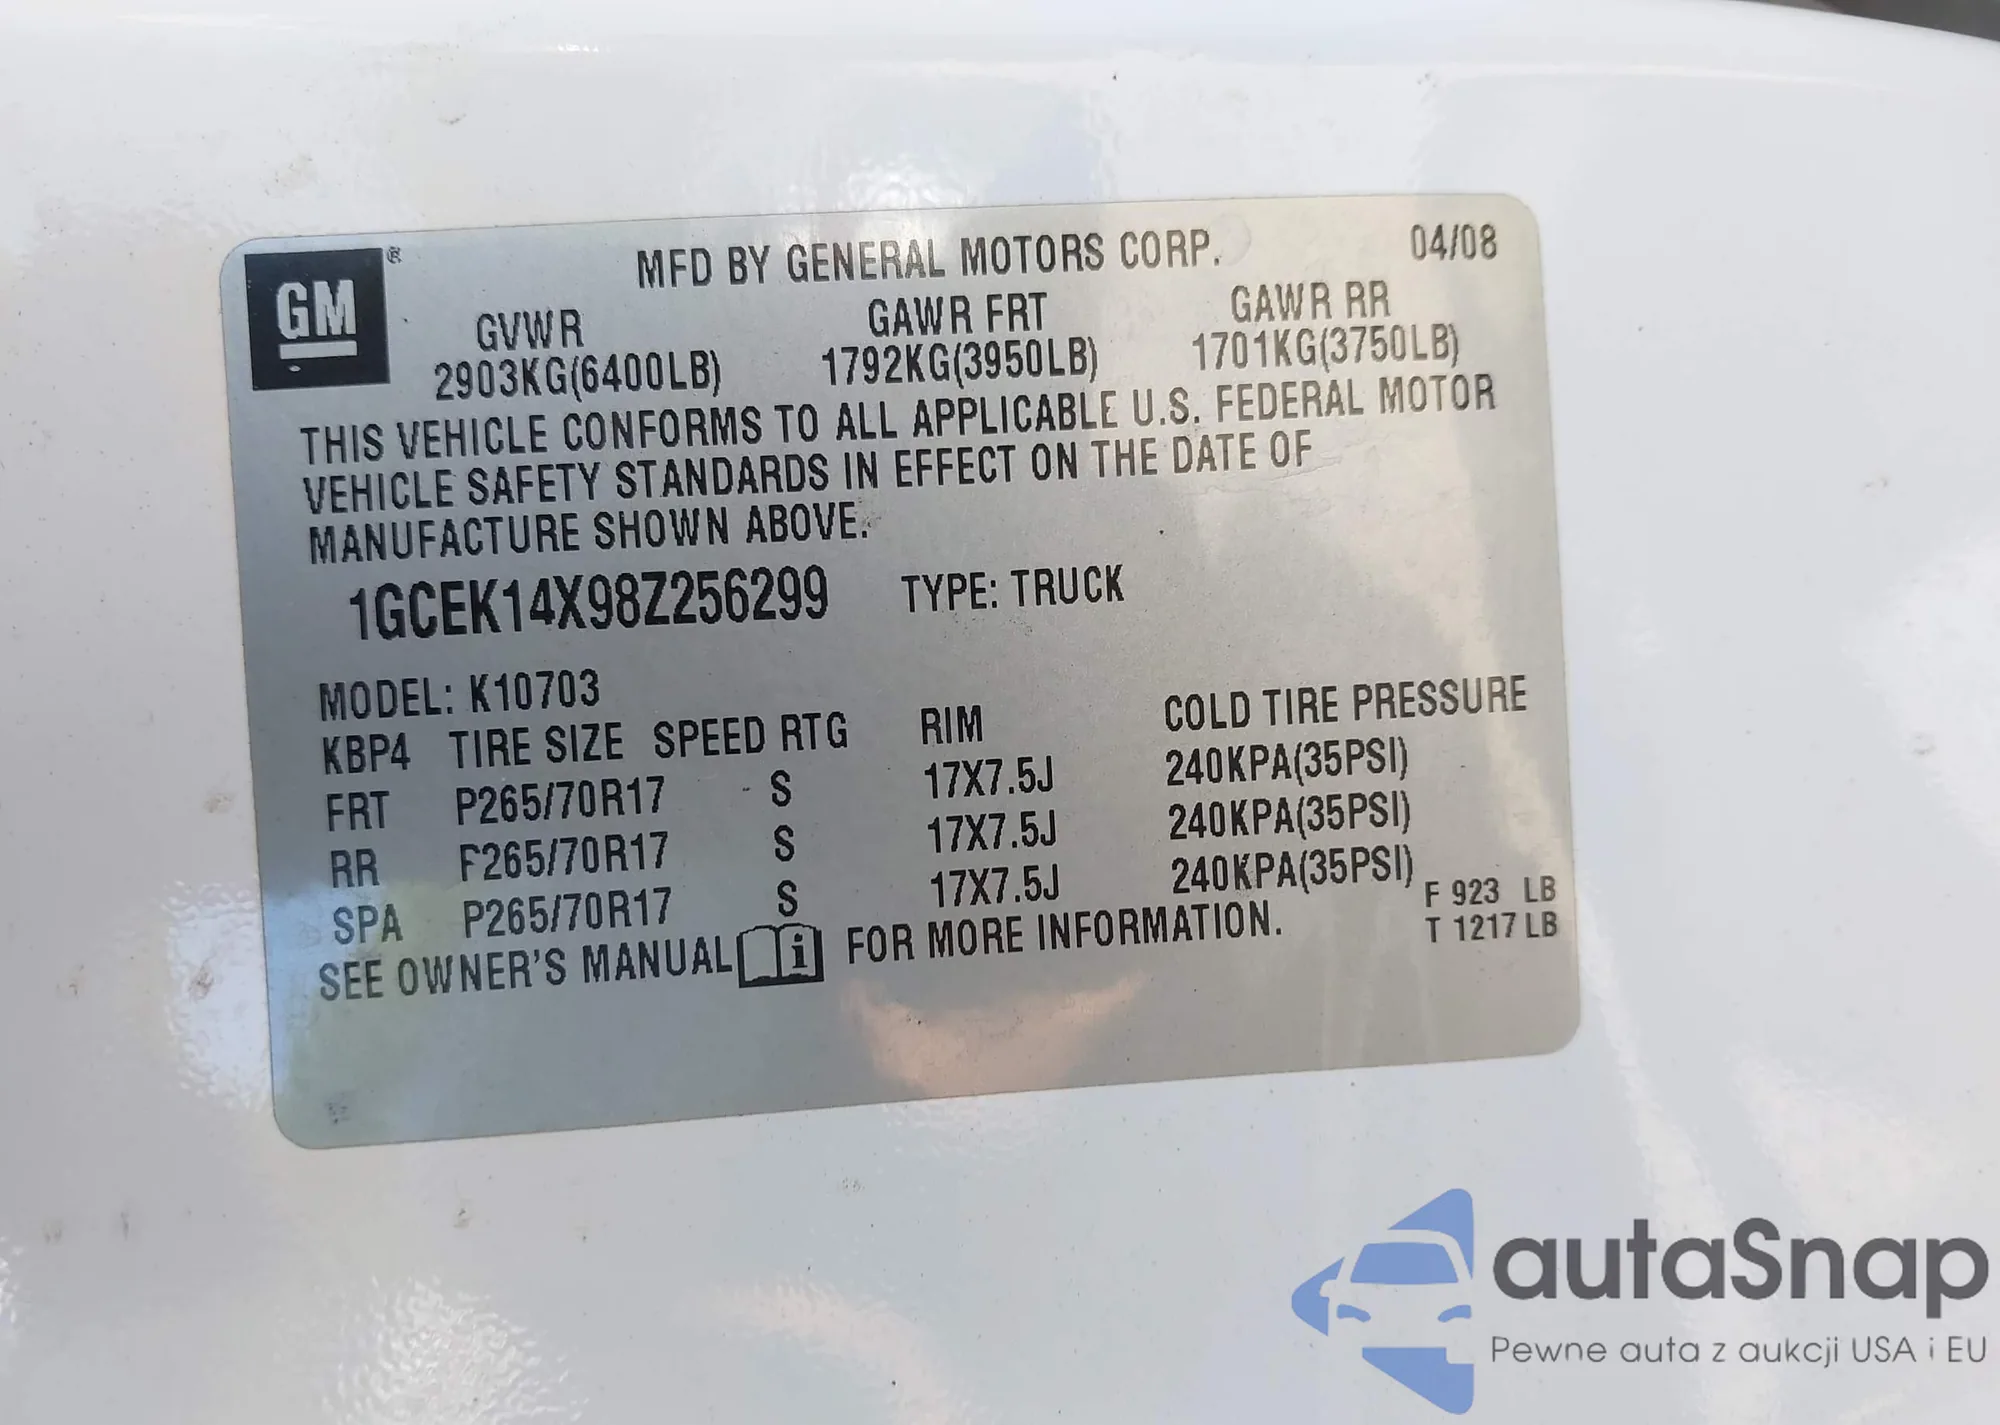 GM ®
MFD BY GENERAL MOTORS CORP. 04/08
GVWR GAWR FRT GAWR RR
2903KG(6400LB) 1792KG(3950LB) 1701KG(3750LB)
THIS VEHICLE CONFORMS TO ALL APPLICABLE U.S. FEDERAL MOTOR
VEHICLE SAFETY STANDARDS IN EFFECT ON THE DATE OF
MANUFACTURE SHOWN ABOVE.
1GCEK14X98Z256299 TYPE: TRUCK
MODEL: K10703
KBP4 TIRE SIZE SPEED RTG RIM COLD TIRE PRESSURE
FRT P265/70R17 S 17X7.5J 240KPA(35PSI)
RR P265/70R17 S 17X7.5J 240KPA(35PSI)
SPA P265/70R17 S 17X7.5J 240KPA(35PSI)
SEE OWNER'S MANUAL i FOR MORE INFORMATION.
F 923 LB
T 1217 LB
autaSnap
Pewne auta z aukcji USA i EU